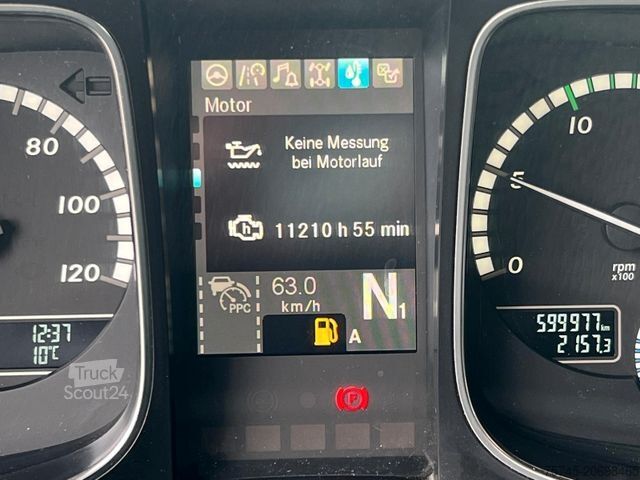 Motor
Keine Messung
bei Motorlauf
11210 h 55 min
h
PPC
63.0
km/h
N1
A
80
100
120
12:37
10°C
10
5
0
rpm
x100
599977 km
2157.3
P
Truck
Scout24